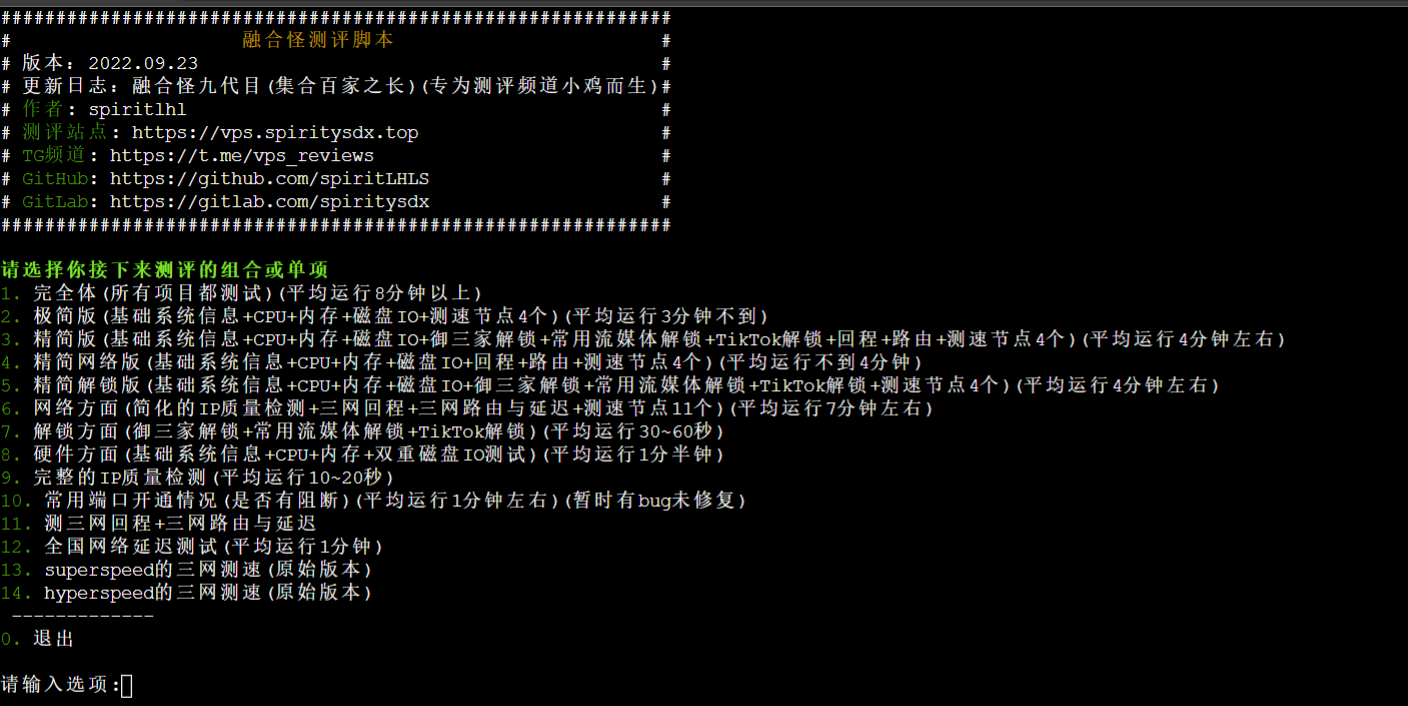 #############################################################
# 融合怪测评脚本 #
# 版本：2022.09.23 #
# 更新日志：融合怪九代目(集合百家之长)(专为测评频道小鸡而生)#
# 作者: spiritlhl #
# 测评站点: https://vps.spiritysdx.top #
# TG频道: https://t.me/vps_reviews #
# GitHub: https://github.com/spiritLHLS #
# GitLab: https://gitlab.com/spiritysdx #
#############################################################
请选择你接下来测评的组合或单项
1. 完全体(所有项目都测试)(平均运行8分钟以上)
2. 极简版(基础系统信息+CPU+内存+磁盘IO+测速节点4个)(平均运行3分钟不到)
3. 精简版(基础系统信息+CPU+内存+磁盘IO+御三家解锁+常用流媒体解锁+TikTok解锁+回程+路由+测速节点4个)(平均运行4分钟左右)
4. 精简网络版(基础系统信息+CPU+内存+磁盘IO+回程+路由+测速节点4个)(平均运行不到4分钟)
5. 精简解锁版(基础系统信息+CPU+内存+磁盘IO+御三家解锁+常用流媒体解锁+TikTok解锁+测速节点4个)(平均运行4分钟左右)
6. 网络方面(简化的IP质量检测+三网回程+三网路由与延迟+测速节点11个)(平均运行7分钟左右)
7. 解锁方面(御三家解锁+常用流媒体解锁+TikTok解锁)(平均运行30~60秒)
8. 硬件方面(基础系统信息+CPU+内存+双重磁盘IO测试)(平均运行1分半钟)
9. 完整的IP质量检测(平均运行10~20秒)
10. 常用端口开通情况(是否有阻断)(平均运行1分钟左右)(暂时有bug未修复)
11. 测三网回程+三网路由与延迟
12. 全国网络延迟测试(平均运行1分钟)
13. superspeed的三网测速(原始版本)
14. hyperspeed的三网测速(原始版本)
-------------
0. 退出
请输入选项: